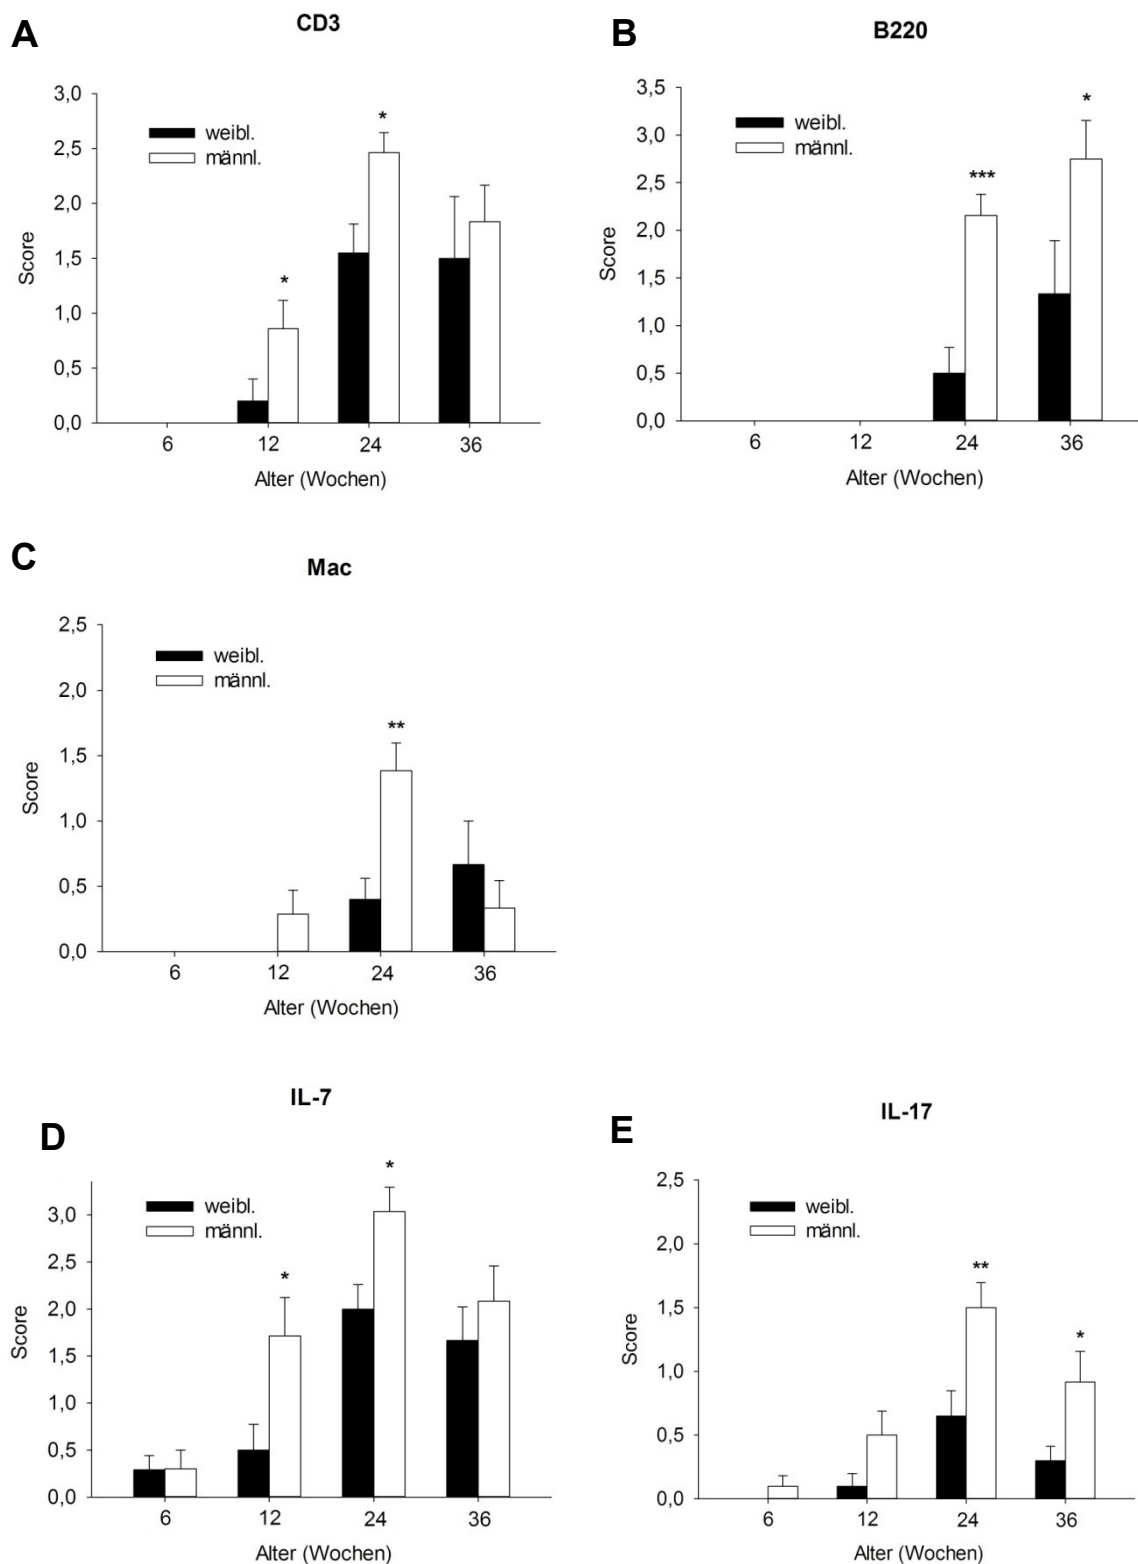 A
CD3
3,0
2,5
2,0
1,5
1,0
0,5
0,0
Score
weibl.
männl.
*
*
6 12 24 36
Alter (Wochen)
B
B220
3,5
3,0
2,5
2,0
1,5
1,0
0,5
0,0
Score
weibl.
männl.
***
*
6 12 24 36
Alter (Wochen)
C
Mac
2,5
2,0
1,5
1,0
0,5
0,0
Score
weibl.
männl.
**
6 12 24 36
Alter (Wochen)
D
IL-7
3,0
2,5
2,0
1,5
1,0
0,5
0,0
Score
weibl.
männl.
*
*
6 12 24 36
Alter (Wochen)
E
IL-17
2,5
2,0
1,5
1,0
0,5
0,0
Score
weibl.
männl.
**
*
6 12 24 36
Alter (Wochen)